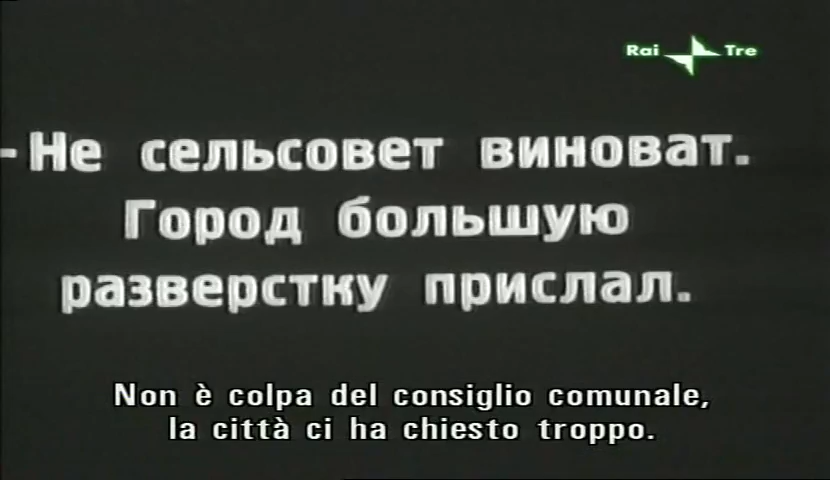 Rai Tre
-Не сельсовет виноват.
Город большую
разверстку прислал.
Non è colpa del consiglio comunale,
la città ci ha chiesto troppo.